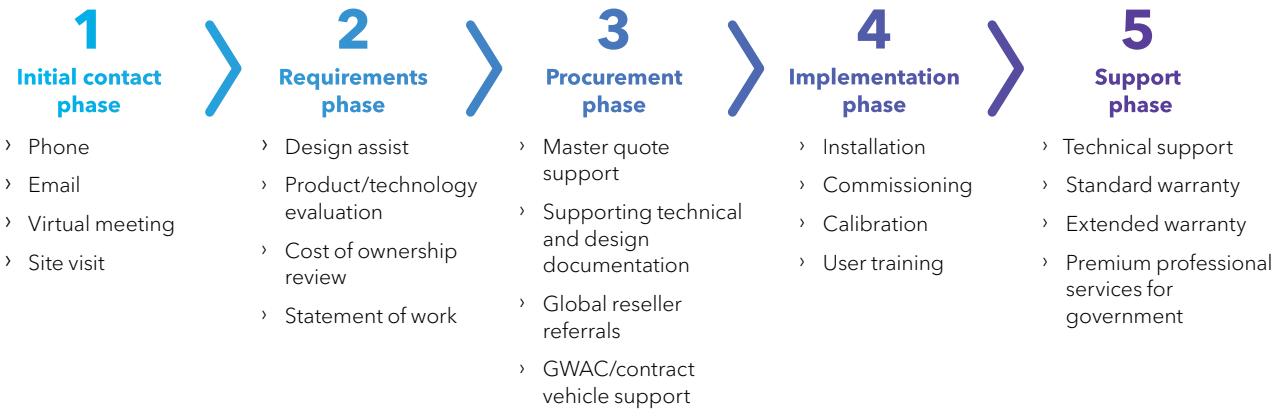 1
Initial contact
phase
› Phone
› Email
› Virtual meeting
› Site visit
2
Requirements
phase
› Design assist
› Product/technology
evaluation
› Cost of ownership
review
› Statement of work
3
Procurement
phase
› Master quote
support
› Supporting technical
and design
documentation
› Global reseller
referrals
› GWAC/contract
vehicle support
4
Implementation
phase
› Installation
› Commissioning
› Calibration
› User training
5
Support
phase
› Technical support
› Standard warranty
› Extended warranty
› Premium professional
services for
government